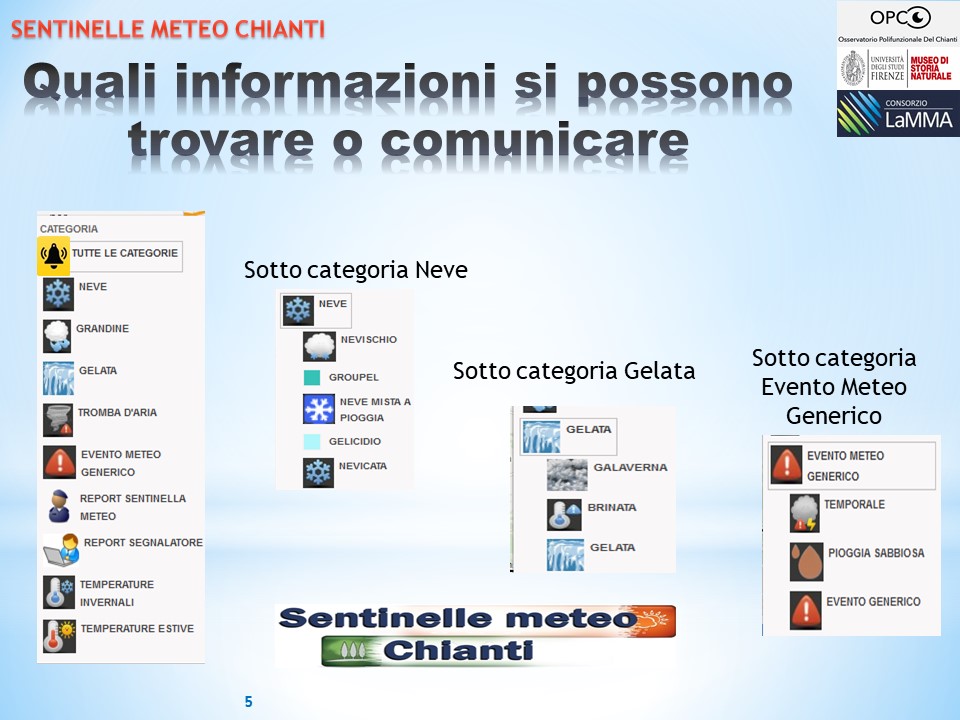 SENTINELLE METEO CHIANTI
OPC
Osservatorio Polifunzionale Del Chianti
UNIVERSITÀ
DEGLI STUDI
FIRENZE
MUSEO DI
STORIA
NATURALE
CONSORZIO
LaMMA
Quali informazioni si possono
trovare o comunicare
CATEGORIA
TUTTE LE CATEGORIE
NEVE
GRANDINE
GELATA
TROMBA D'ARIA
EVENTO METEO
GENERICO
REPORT SENTINELLA
METEO
REPORT SEGNALATORE
TEMPERATURE
INVERNALI
TEMPERATURE ESTIVE
Sotto categoria Neve
NEVE
NEVISCHIO
GROUPEL
NEVE MISTA A
PIOGGIA
GELICIDIO
NEVICATA
Sotto categoria Gelata
GELATA
GALAVERNA
BRINATA
GELATA
Sotto categoria
Evento Meteo
Generico
EVENTO METEO
GENERICO
TEMPORALE
PIOGGIA SABBIOSA
EVENTO GENERICO
Sentinelle meteo
Chianti
5